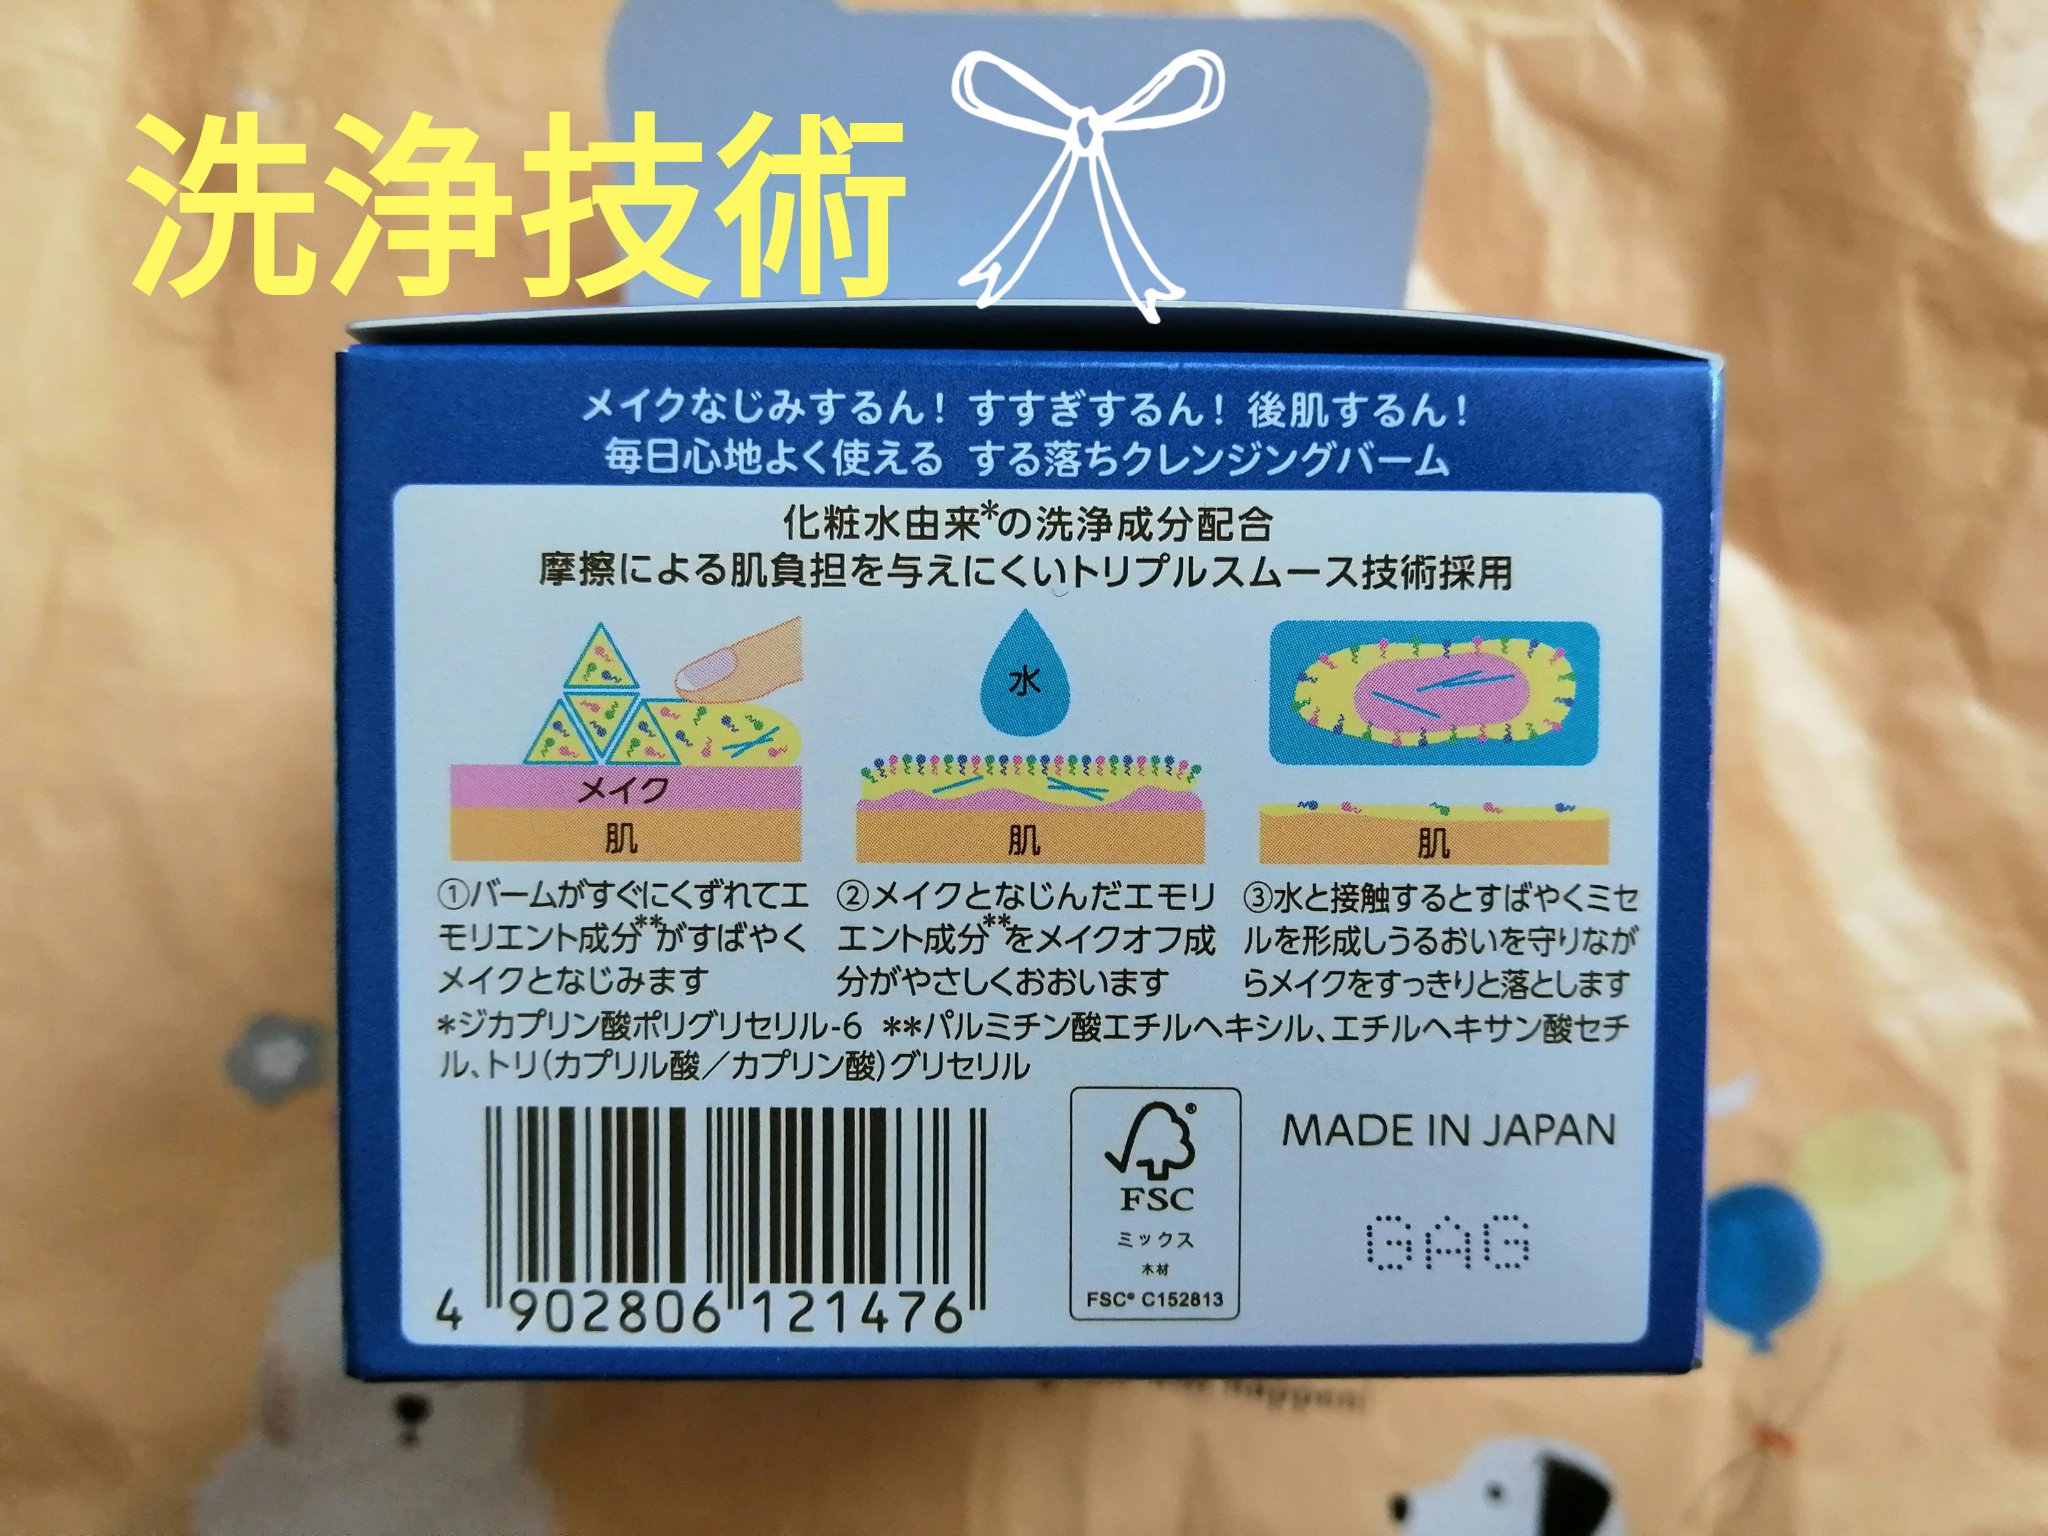 洗浄技術
メイクなじみするん! すすぎするん! 後肌するん!
毎日心地よく使える する落ちクレンジングバーム
化粧水由来*の洗浄成分配合
摩擦による肌負担を与えにくいトリプルスムース技術採用
メイク
肌
水
肌
肌
①バームがすぐにくずれてエ
モリエント成分**がすばやく
メイクとなじみます
②メイクとなじんだエモリ
エント成分**をメイクオフ成
分がやさしくおおいます
③水と接触するとすばやくミセ
ルを形成しうるおいを守りなが
らメイクをすっきりと落とします
*ジカプリン酸ポリグリセリル-6 **パルミチン酸エチルヘキシル、エチルヘキサン酸セチ
ル、トリ(カプリル酸/カプリン酸)グリセリル
4 902806 121476
FSC
ミックス
木材
FSC® C152813
MADE IN JAPAN
GAG